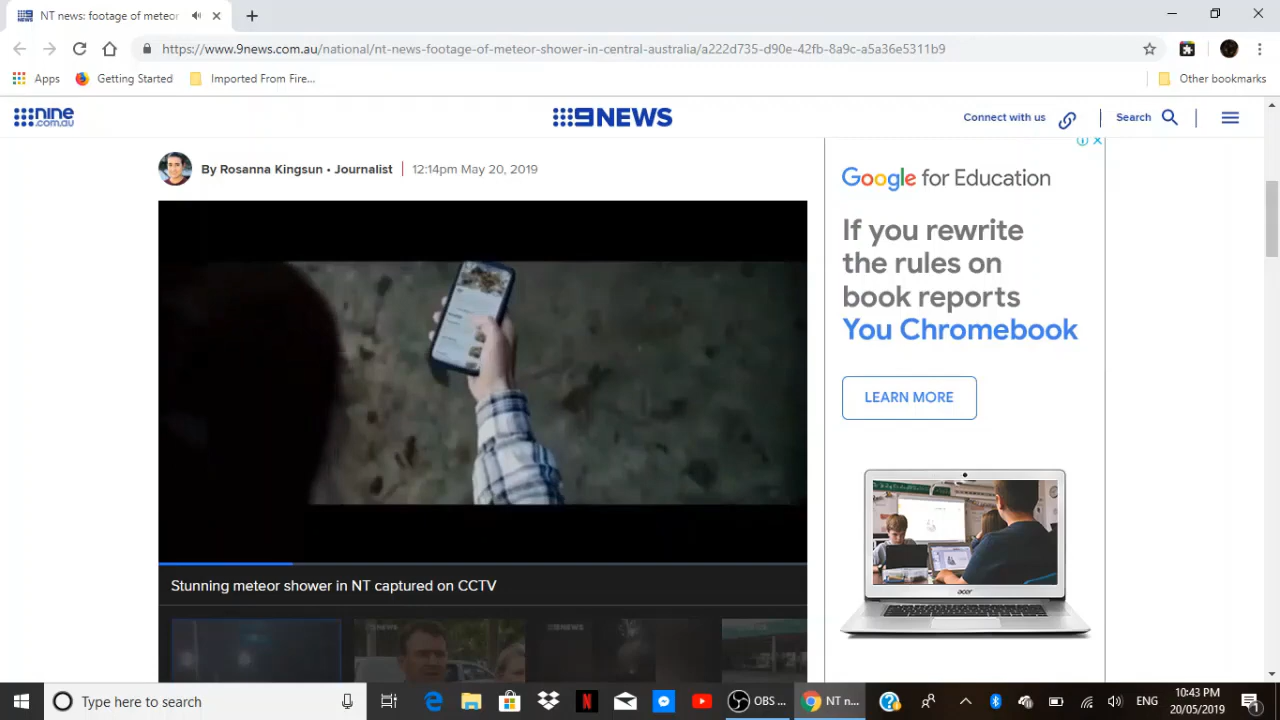 NT news: footage of meteor
https://www.9news.com.au/national/nt-news-footage-of-meteor-shower-in-central-australia/a222d735-d90e-42fb-8a9c-a5a36e5311b9
Apps Getting Started Imported From Fire... Other bookmarks
nine
.com.au
9NEWS
Connect with us
Search
By Rosanna Kingsun • Journalist
12:14pm May 20, 2019
Stunning meteor shower in NT captured on CCTV
9NEWS
9NEWS
Google for Education
If you rewrite
the rules on
book reports
You Chromebook
LEARN MORE
acer
Type here to search
OBS ...
NT n...
ENG
10:43 PM
20/05/2019
1